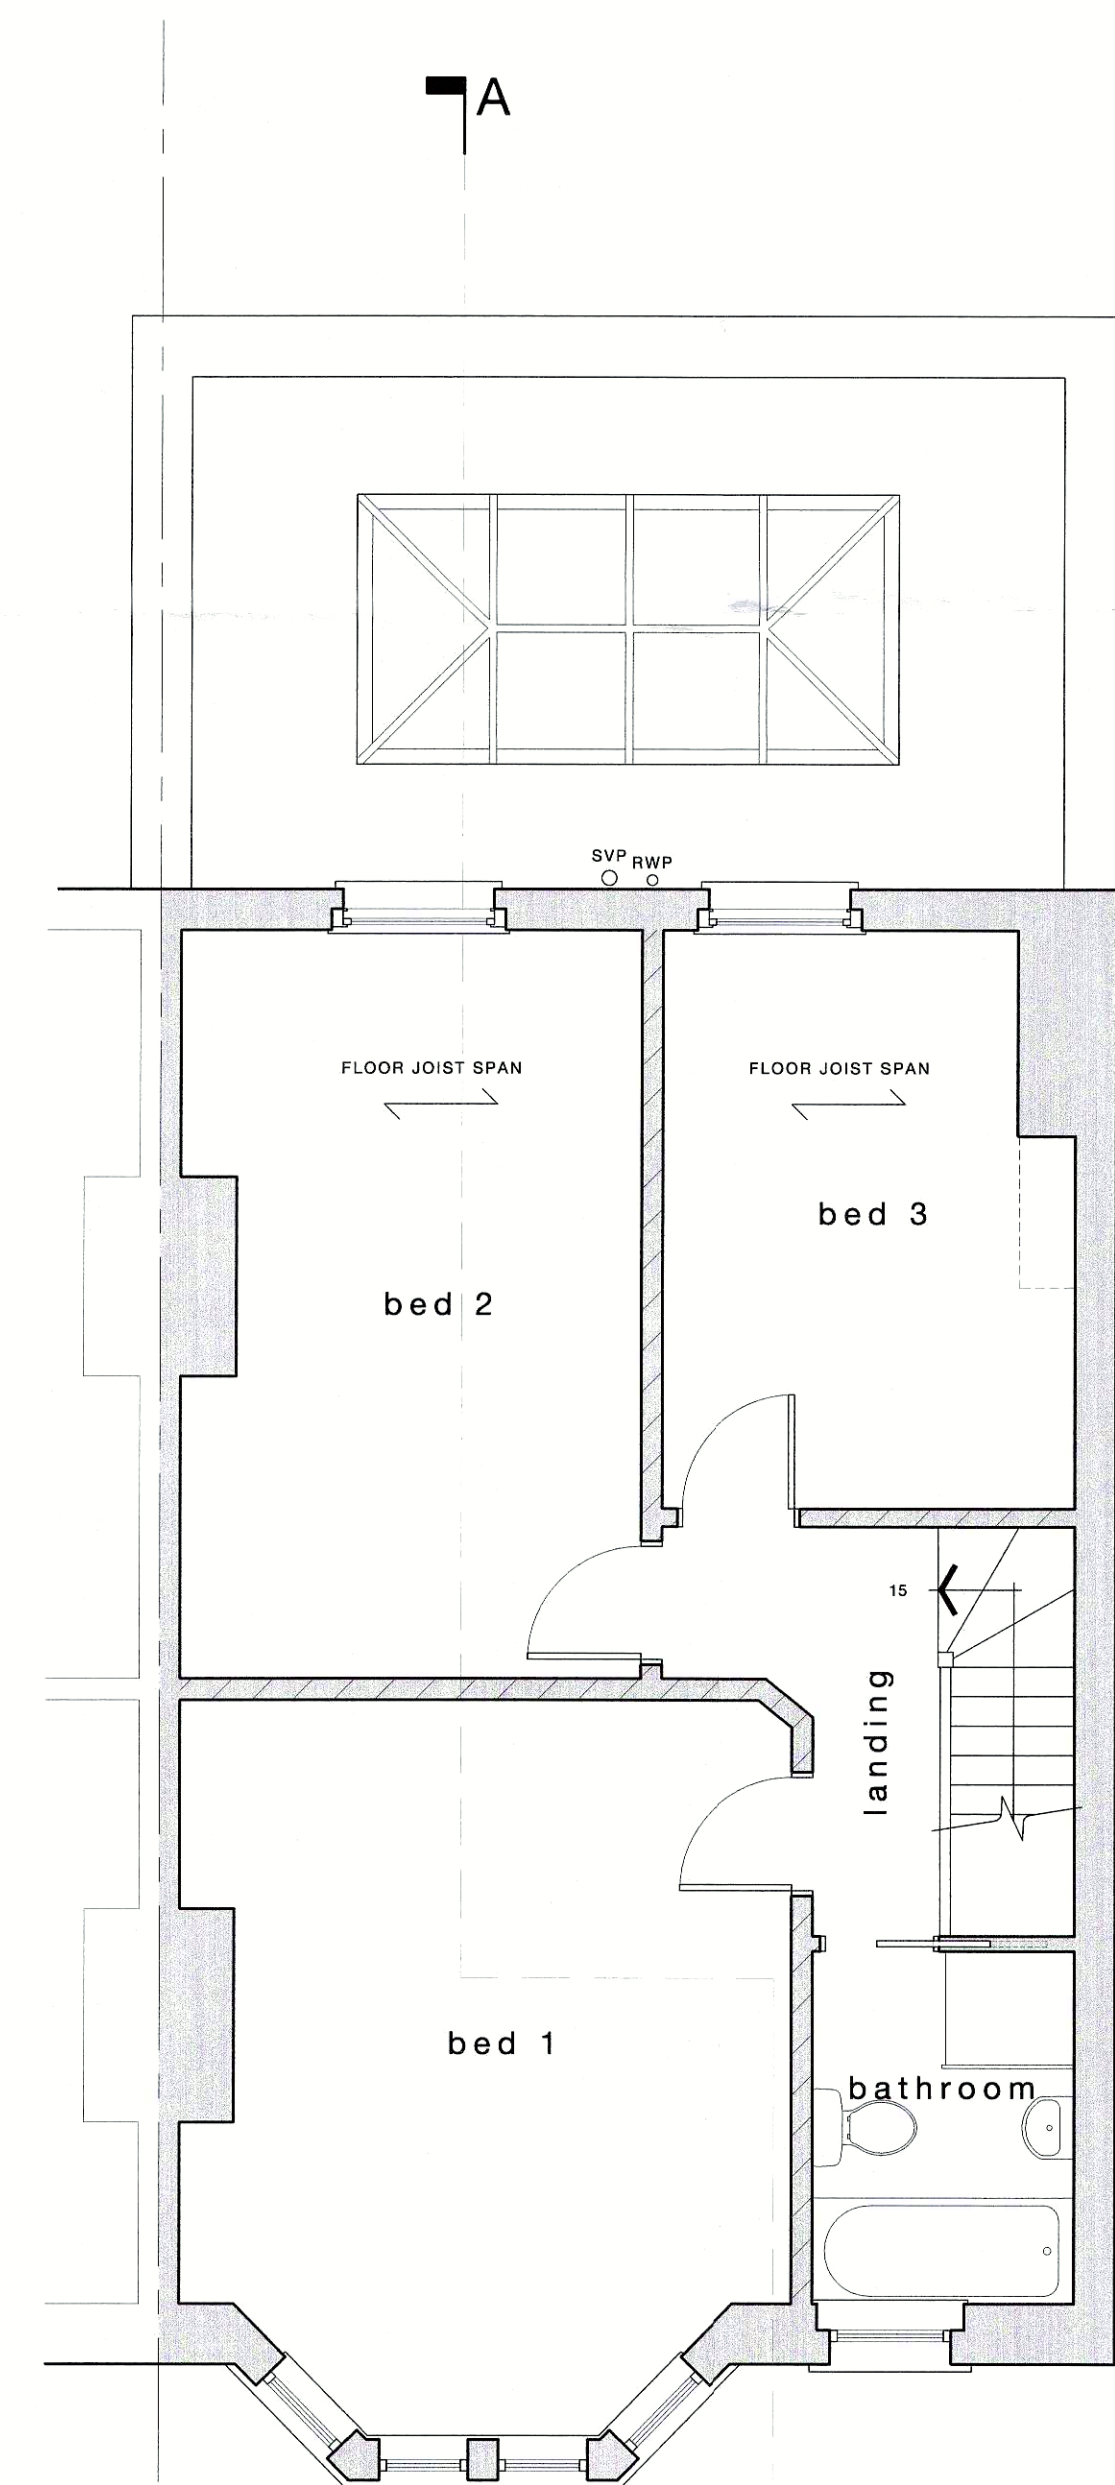 A
SVP RWP
FLOOR JOIST SPAN
FLOOR JOIST SPAN
bed 3
bed 2
15
landing
bed 1
bathroom